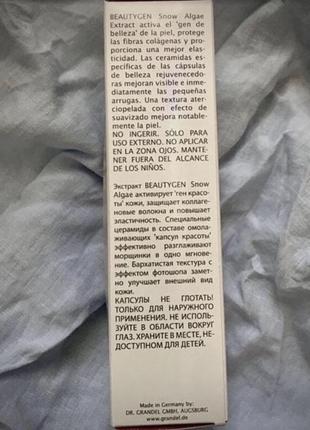 BEAUTYGEN Snow Algae
Extract activa el 'gen de
belleza' de la piel, protege
las fibras colágenas y pro-
porciona una mejor elas-
ticidad. Las ceramidas es-
pecíficas de las cápsulas
de belleza rejuvenecedo-
ras mejoran visible e inme-
diatamente las pequeñas
arrugas. Una textura ater-
ciopelada con efecto de
suavizado mejora notable-
mente la piel.
NO INGERIR. SÓLO PARA
USO EXTERNO. NO APLICAR
EN LA ZONA OJOS. MANTE-
NER FUERA DEL ALCANCE
DE LOS NIÑOS.
Экстракт BEAUTYGEN Snow
Algae активирует 'ген красо-
ты' кожи, защищает коллаге-
новые волокна и повышает
эластичность. Специальные
церамиды в составе омола-
живающих 'капсул красоты'
эффективно разглаживают
морщинки в одно мгнове-
ние. Бархатистая текстура с
эффектом фотошопа замет-
но улучшает внешний вид
кожи.
КАПСУЛЫ НЕ ГЛОТАТЬ!
ТОЛЬКО ДЛЯ НАРУЖНОГО
ПРИМЕНЕНИЯ. НЕ ИСПОЛЬ-
ЗУЙТЕ В ОБЛАСТИ ВОКРУГ
ГЛАЗ. ХРАНИТЕ В МЕСТЕ, НЕ-
ДОСТУПНОМ ДЛЯ ДЕТЕЙ.
Made in Germany by:
DR. GRANDEL GMBH, AUGSBURG
www.grandel.de